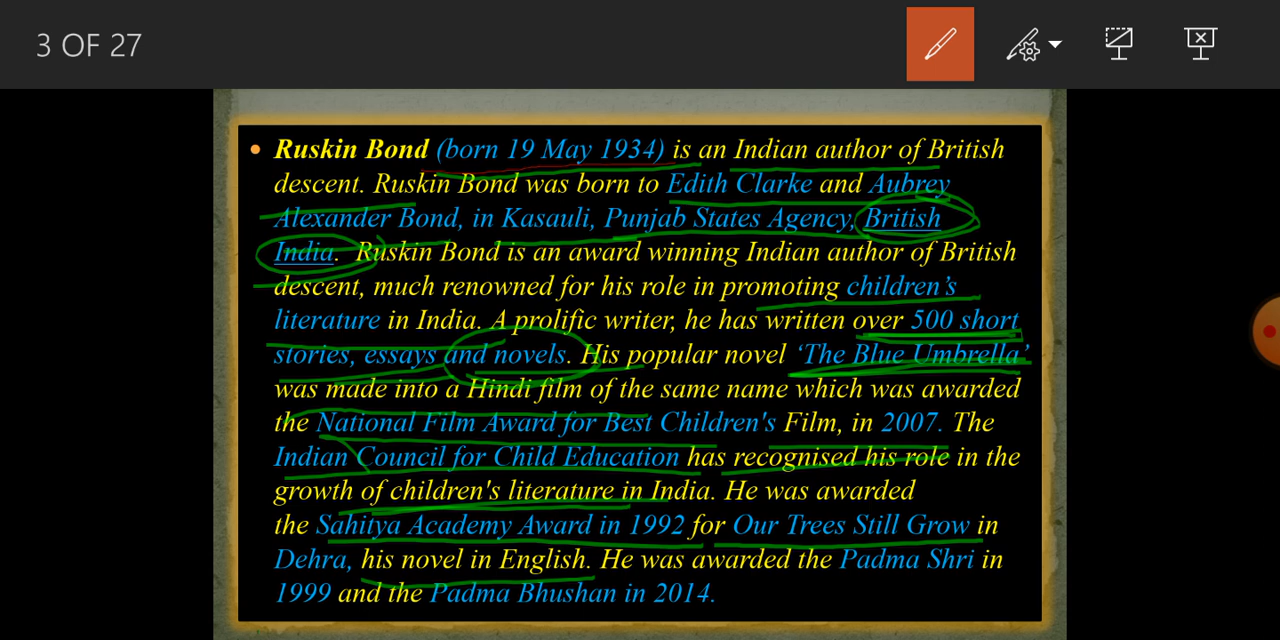 3 OF 27
• Ruskin Bond (born 19 May 1934) is an Indian author of British
descent. Ruskin Bond was born to Edith Clarke and Aubrey
Alexander Bond, in Kasauli, Punjab States Agency, British
India. Ruskin Bond is an award winning Indian author of British
descent, much renowned for his role in promoting children's
literature in India. A prolific writer, he has written over 500 short
stories, essays and novels. His popular novel ‘The Blue Umbrella’
was made into a Hindi film of the same name which was awarded
the National Film Award for Best Children's Film, in 2007. The
Indian Council for Child Education has recognised his role in the
growth of children's literature in India. He was awarded
the Sahitya Academy Award in 1992 for Our Trees Still Grow in
Dehra, his novel in English. He was awarded the Padma Shri in
1999 and the Padma Bhushan in 2014.